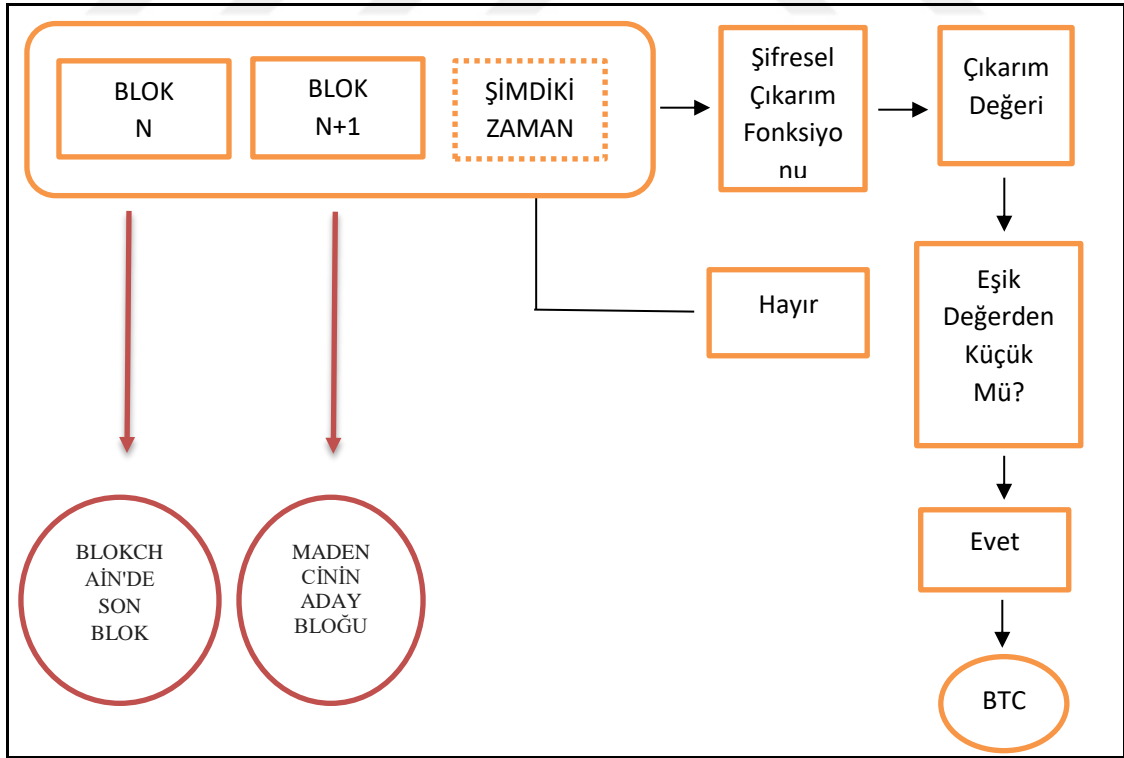 BLOK
N
BLOK
N+1
ŞİMDİKİ
ZAMAN
Şifresel
Çıkarım
Fonksiyo
nu
Çıkarım
Değeri
Hayır
Eşik
Değerden
Küçük
Mü?
Evet
BTC
BLOKCH
AİN'DE
SON
BLOK
MADEN
CİNİN
ADAY
BLOĞU